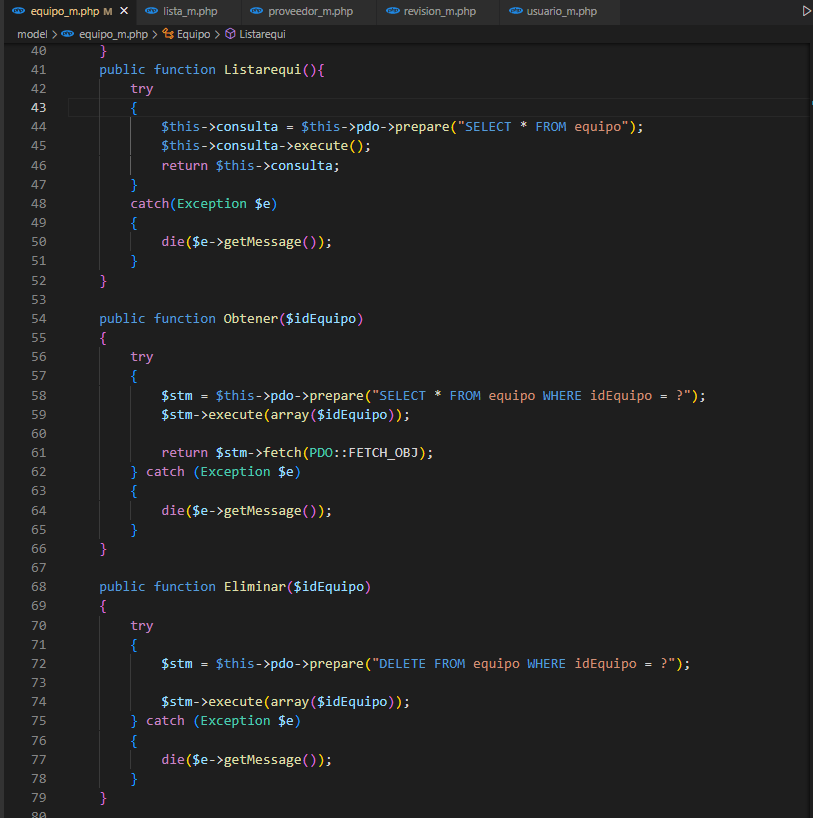 equipo_m.php M × lista_m.php proveedor_m.php revision_m.php usuario_m.php
model > equipo_m.php > Equipo > Listarequi
40 }
41 public function Listarequi(){
42 try
43 {
44 $this->consulta = $this->pdo->prepare("SELECT * FROM equipo");
45 $this->consulta->execute();
46 return $this->consulta;
47 }
48 catch(Exception $e)
49 {
50 die($e->getMessage());
51 }
52 }
53
54 public function Obtener($idEquipo)
55 {
56 try
57 {
58 $stm = $this->pdo->prepare("SELECT * FROM equipo WHERE idEquipo = ?");
59 $stm->execute(array($idEquipo));
60
61 return $stm->fetch(PDO::FETCH_OBJ);
62 } catch (Exception $e)
63 {
64 die($e->getMessage());
65 }
66 }
67
68 public function Eliminar($idEquipo)
69 {
70 try
71 {
72 $stm = $this->pdo->prepare("DELETE FROM equipo WHERE idEquipo = ?");
73
74 $stm->execute(array($idEquipo));
75 } catch (Exception $e)
76 {
77 die($e->getMessage());
78 }
79 }
80